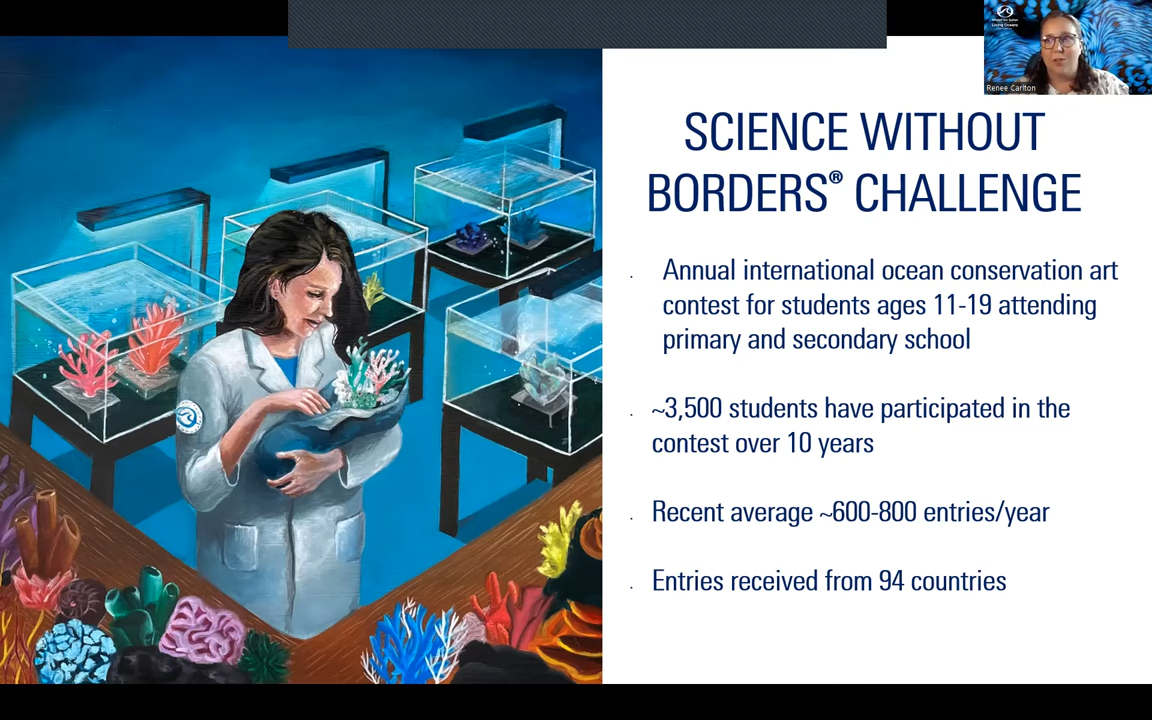 Living Oceans
Renee Carlton
SCIENCE WITHOUT
BORDERS® CHALLENGE
Annual international ocean conservation art
contest for students ages 11-19 attending
primary and secondary school
~3,500 students have participated in the
contest over 10 years
Recent average ~600-800 entries/year
Entries received from 94 countries